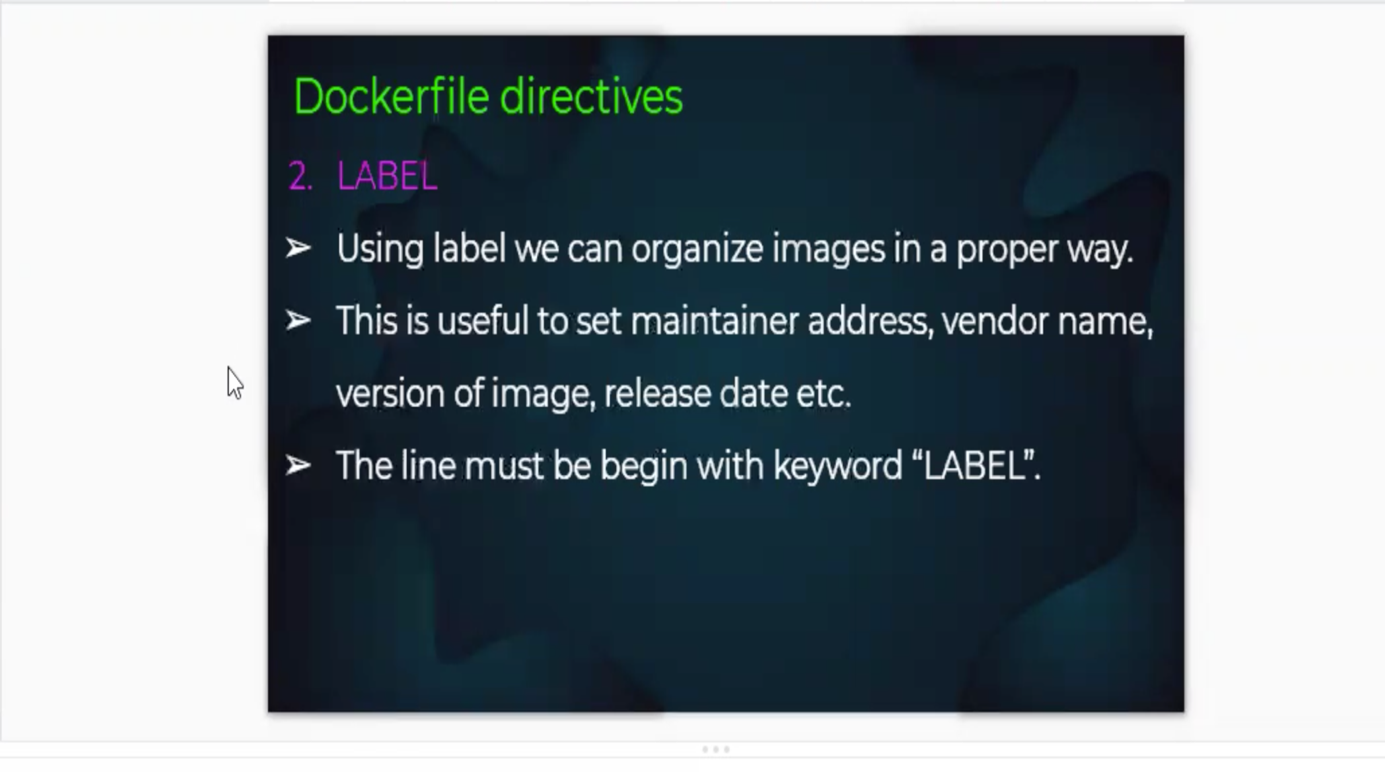 Dockerfile directives
2. LABEL
➢ Using label we can organize images in a proper way.
➢ This is useful to set maintainer address, vendor name,
version of image, release date etc.
➢ The line must be begin with keyword “LABEL”.